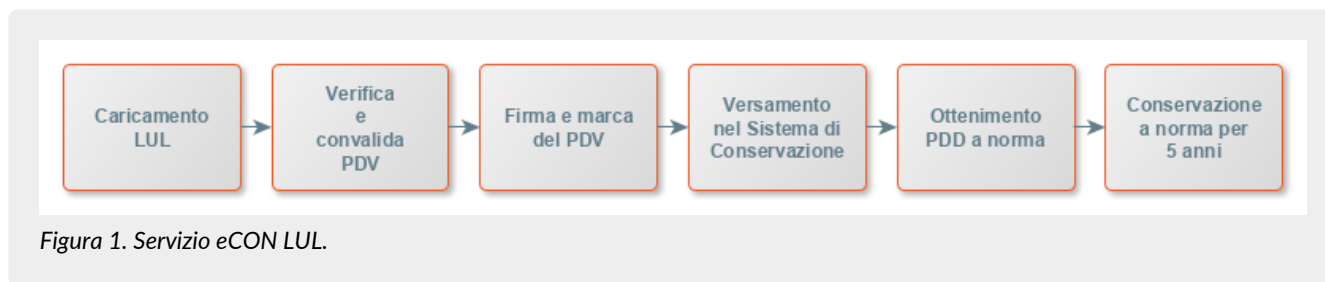 Caricamento
LUL
Verifica
e
convalida
PDV
Firma e marca
del PDV
Versamento
nel Sistema di
Conservazione
Ottenimento
PDD a norma
Conservazione
a norma per
5 anni
Figura 1. Servizio eCON LUL.